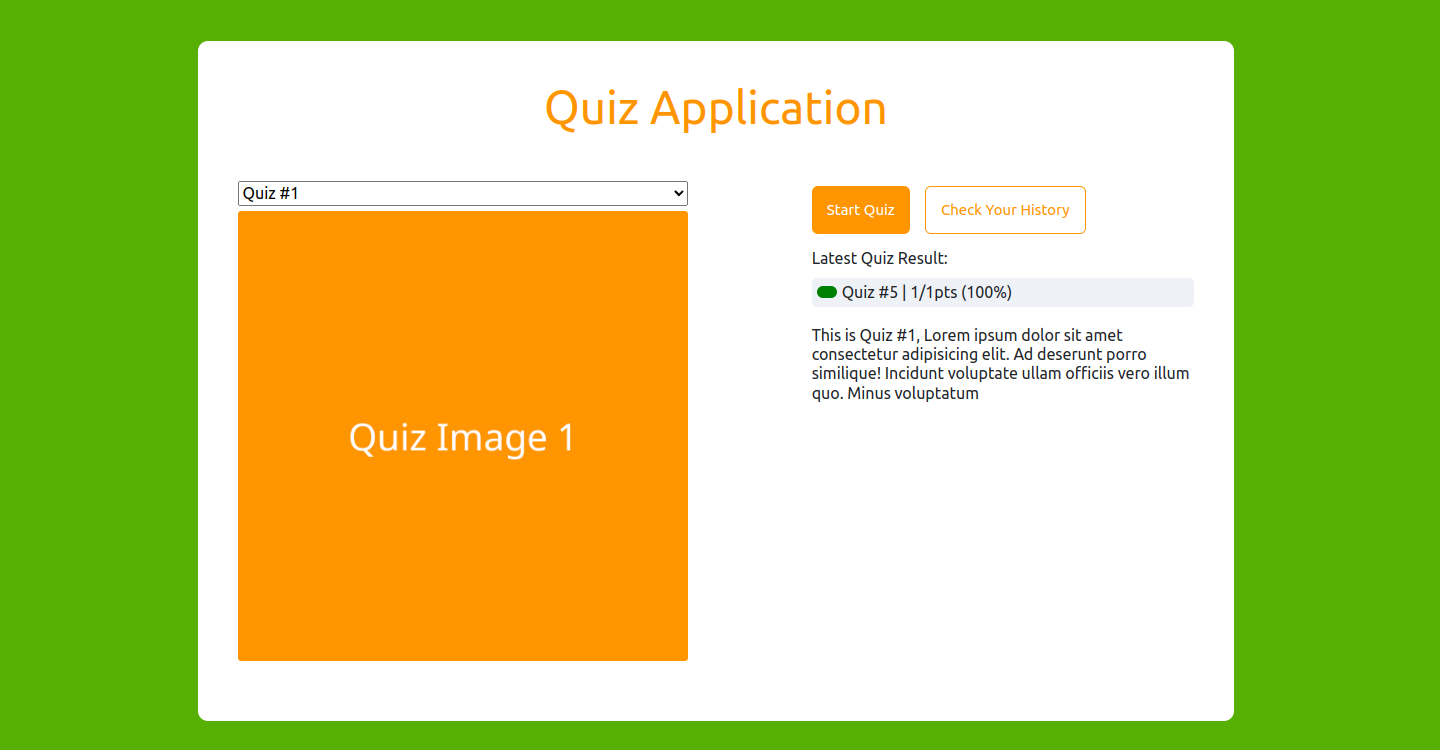 Quiz Application
Quiz #1
Start Quiz
Check Your History
Latest Quiz Result:
Quiz #5 | 1/1pts (100%)
This is Quiz #1, Lorem ipsum dolor sit amet
consectetur adipisicing elit. Ad deserunt porro
similique! Incidunt voluptate ullam officiis vero illum
quo. Minus voluptatum
Quiz Image 1